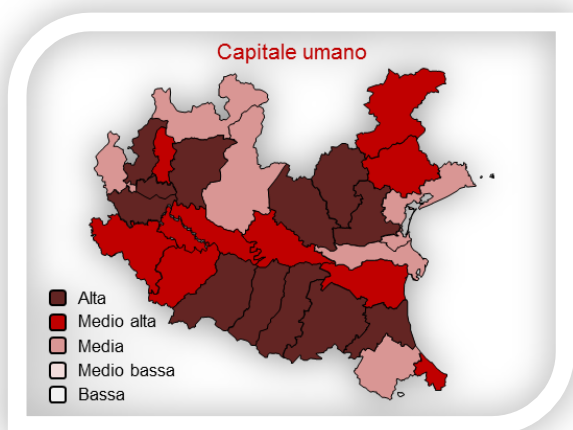 Capitale umano
Alta
Medio alta
Media
Medio bassa
Bassa